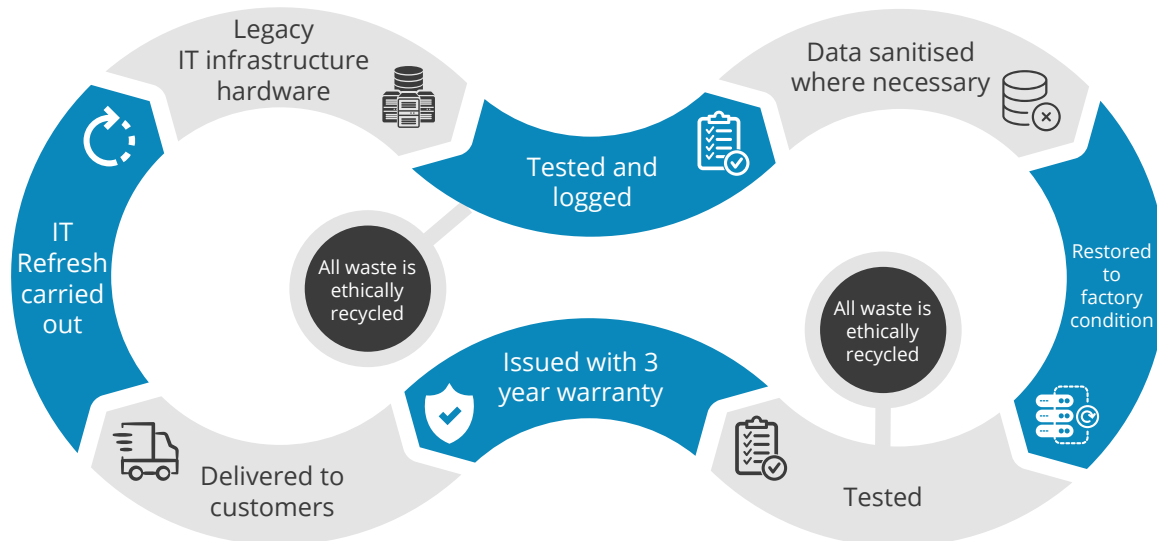 Legacy
IT infrastructure
hardware
Tested and
logged
Data sanitised
where necessary
Restored
to
factory
condition
Tested
All waste is
ethically
recycled
Issued with 3
year warranty
Delivered to
customers
IT
Refresh
carried
out
All waste is
ethically
recycled